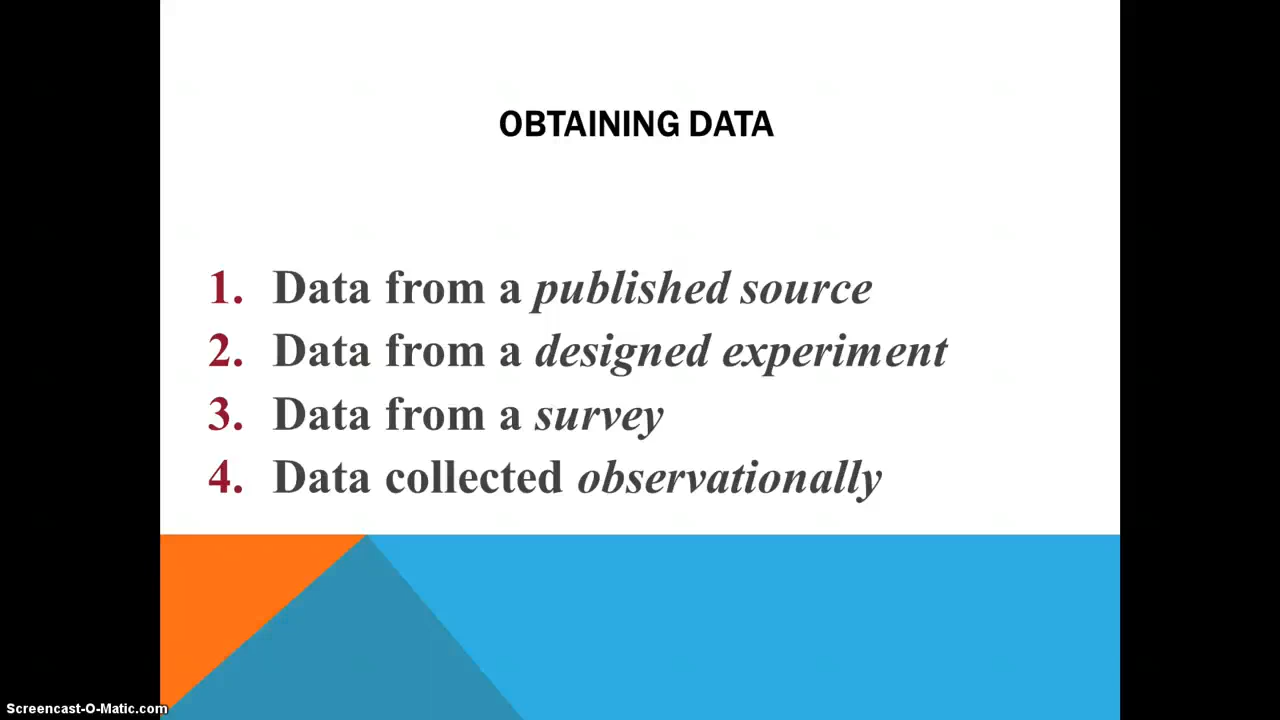 OBTAINING DATA
1. Data from a published source
2. Data from a designed experiment
3. Data from a survey
4. Data collected observationally
Screencast-O-Matic.com